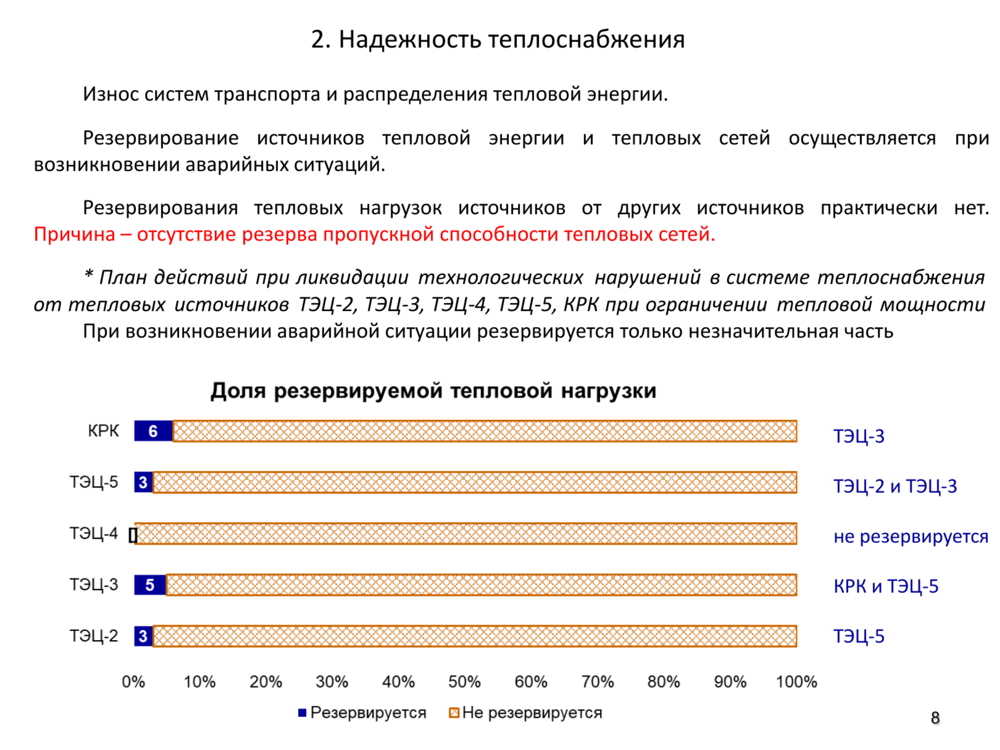 2. Надежность теплоснабжения
Износ систем транспорта и распределения тепловой энергии.
Резервирование источников тепловой энергии и тепловых сетей осуществляется при
возникновении аварийных ситуаций.
Резервирования тепловых нагрузок источников от других источников практически нет.
Причина – отсутствие резерва пропускной способности тепловых сетей.
* План действий при ликвидации технологических нарушений в системе теплоснабжения
от тепловых источников ТЭЦ-2, ТЭЦ-3, ТЭЦ-4, ТЭЦ-5, КРК при ограничении тепловой мощности
При возникновении аварийной ситуации резервируется только незначительная часть
Доля резервируемой тепловой нагрузки
КРК 6 ТЭЦ-3
ТЭЦ-5 3 ТЭЦ-2 и ТЭЦ-3
ТЭЦ-4 [] не резервируется
ТЭЦ-3 5 КРК и ТЭЦ-5
ТЭЦ-2 3 ТЭЦ-5
0% 10% 20% 30% 40% 50% 60% 70% 80% 90% 100%
Резервируется Не резервируется
8